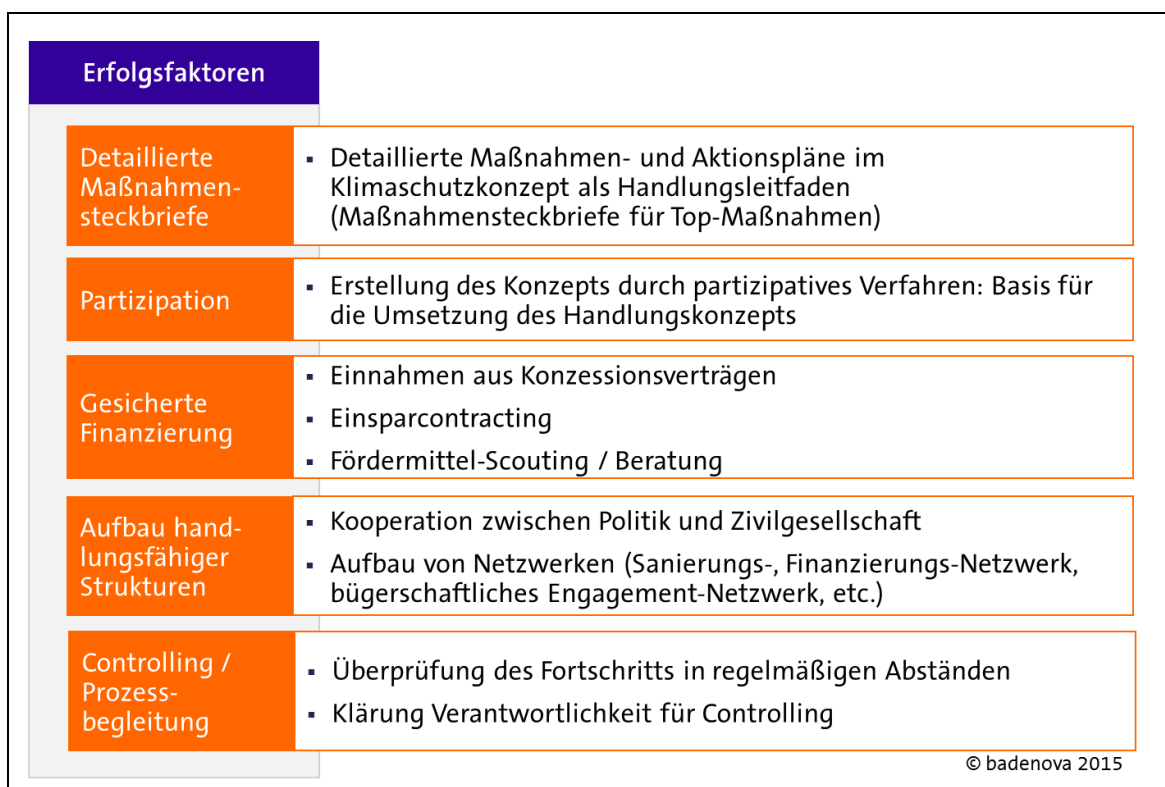 Erfolgsfaktoren
Detaillierte
Maßnahmen-
steckbriefe
▪ Detaillierte Maßnahmen- und Aktionspläne im
Klimaschutzkonzept als Handlungsleitfaden
(Maßnahmensteckbriefe für Top-Maßnahmen)
Partizipation
▪ Erstellung des Konzepts durch partizipatives Verfahren: Basis für
die Umsetzung des Handlungskonzepts
Gesicherte
Finanzierung
▪ Einnahmen aus Konzessionsverträgen
▪ Einsparcontracting
▪ Fördermittel-Scouting / Beratung
Aufbau hand-
lungsfähiger
Strukturen
▪ Kooperation zwischen Politik und Zivilgesellschaft
▪ Aufbau von Netzwerken (Sanierungs-, Finanzierungs-Netzwerk,
bügerschaftliches Engagement-Netzwerk, etc.)
Controlling /
Prozess-
begleitung
▪ Überprüfung des Fortschritts in regelmäßigen Abständen
▪ Klärung Verantwortlichkeit für Controlling
© badenova 2015